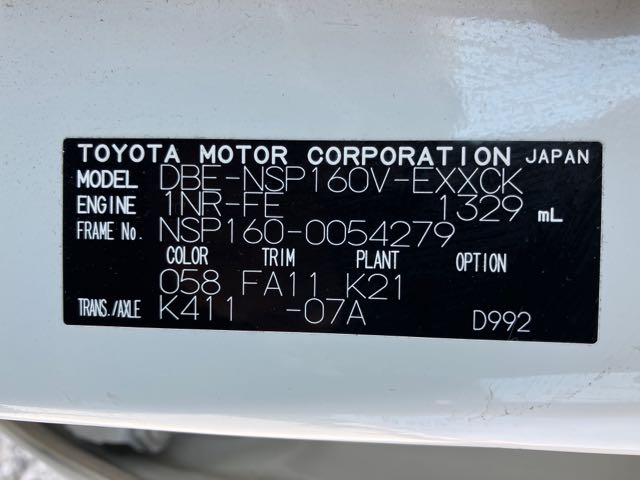 TOYOTA MOTOR CORPORATION JAPAN
MODEL DBE-NSP160V-EXXCK
ENGINE 1NR-FE 1329 mL
FRAME No. NSP160-0054279
COLOR TRIM PLANT OPTION
058 FA11 K21
TRANS./AXLE K411 -07A D992